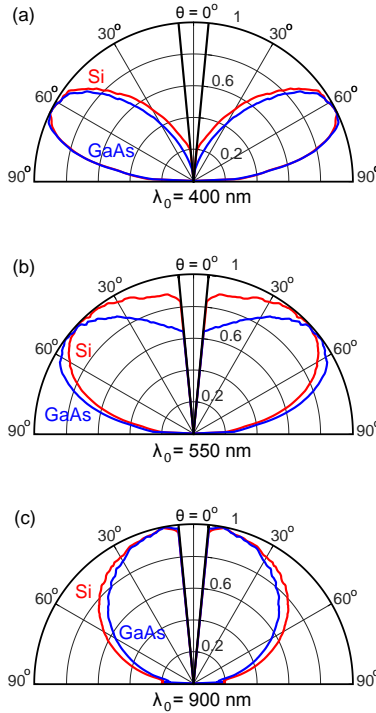 (a)
θ = 0° 1
30° 30°
Si 0.6
60° 60°
GaAs 0.2
90° 90°
λ₀ = 400 nm
(b)
θ = 0° 1
30° 30°
0.6
60° Si 60°
GaAs 0.2
90° 90°
λ₀ = 550 nm
(c)
θ = 0° 1
30° 30°
Si 0.6
60° 60°
GaAs 0.2
90° 90°
λ₀ = 900 nm